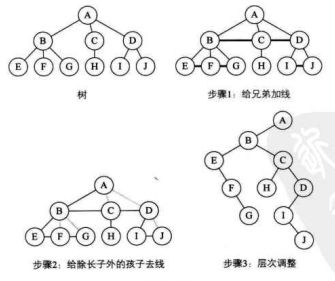 A
B C D
E F G H I J
树
A
B C D
E F G H I J
步骤1：给兄弟加线
A
B C D
E F G H I J
步骤2：给除长子外的孩子去线
A
B
E C
F H D
G I
J
步骤3：层次调整